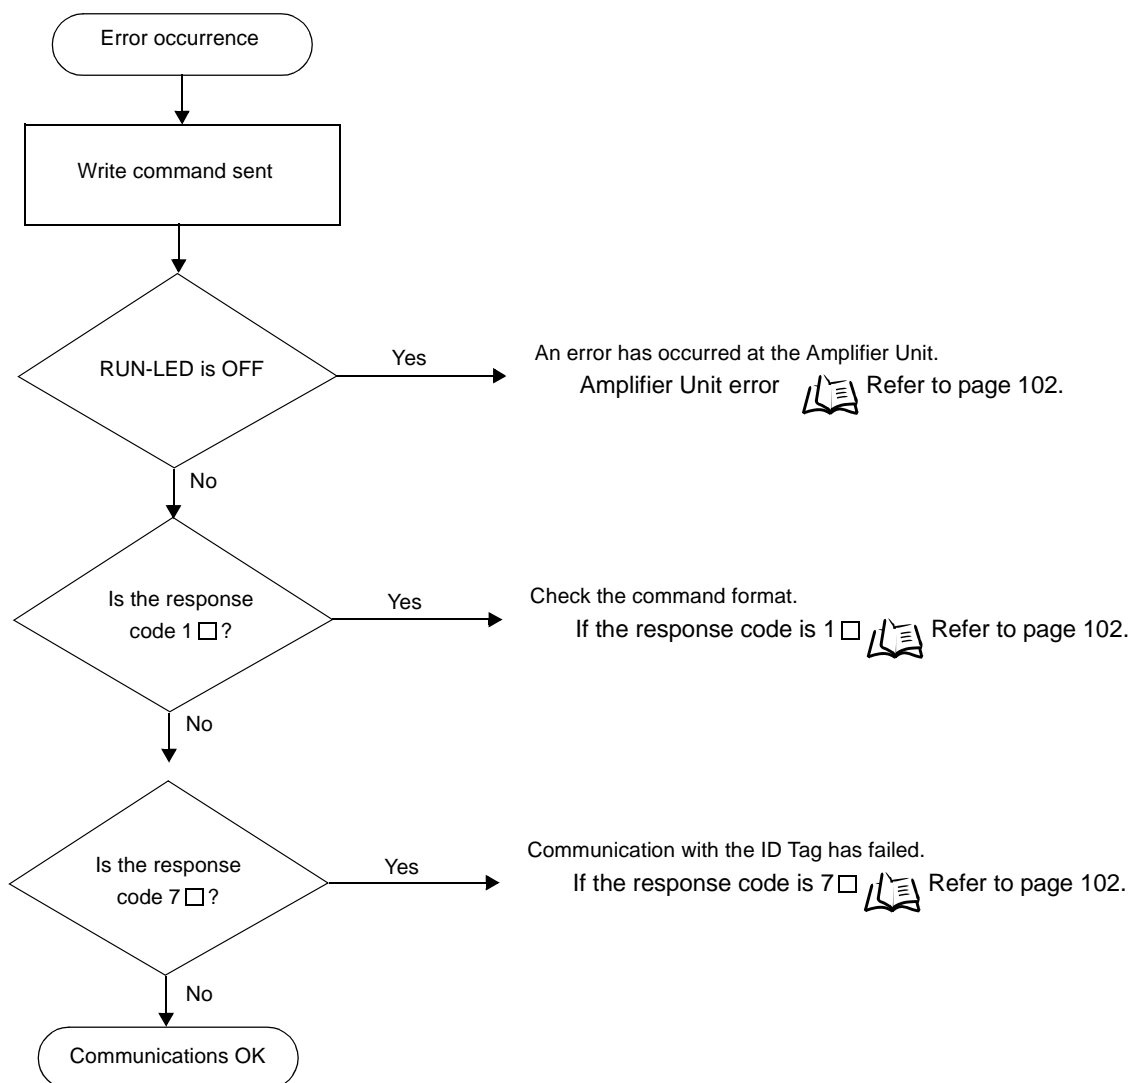 Error occurrence
Write command sent
RUN-LED is OFF
Yes
An error has occurred at the Amplifier Unit.
Amplifier Unit error Refer to page 102.
No
Is the response
code 1 □ ?
Yes
Check the command format.
If the response code is 1 □ Refer to page 102.
No
Is the response
code 7 □ ?
Yes
Communication with the ID Tag has failed.
If the response code is 7 □ Refer to page 102.
No
Communications OK